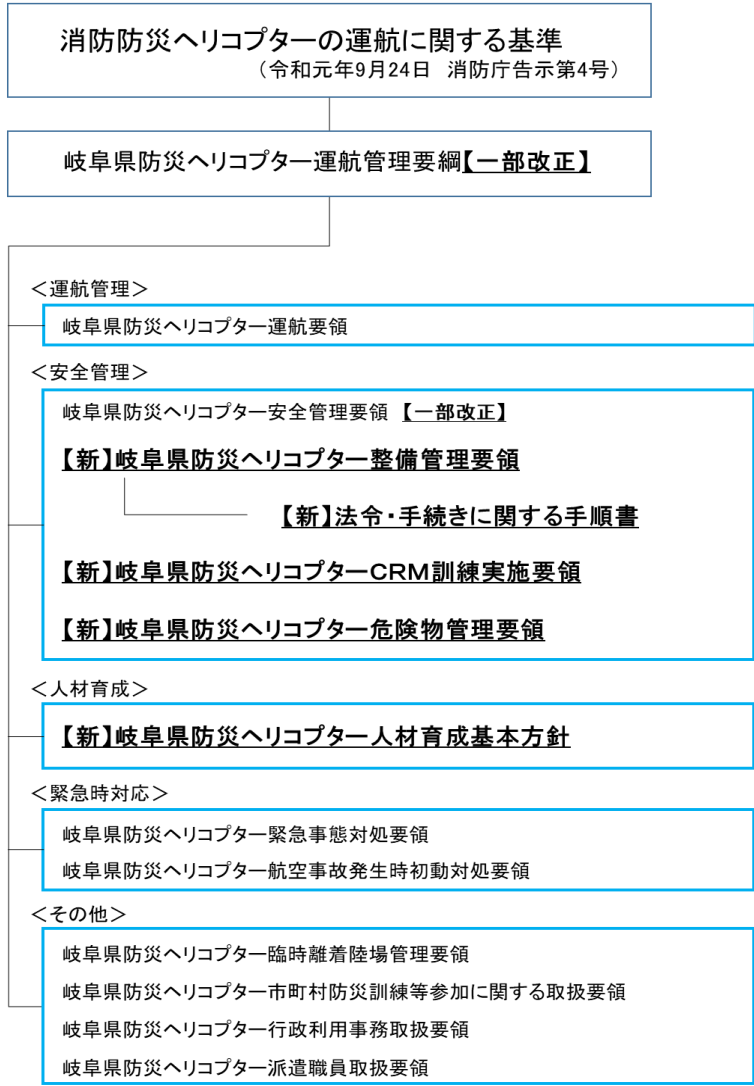 消防防災ヘリコプターの運航に関する基準
（令和元年9月24日　消防庁告示第4号）
岐阜県防災ヘリコプター運航管理要綱【一部改正】
＜運航管理＞
岐阜県防災ヘリコプター運航要領
＜安全管理＞
岐阜県防災ヘリコプター安全管理要領 【一部改正】
【新】岐阜県防災ヘリコプター整備管理要領
【新】法令・手続きに関する手順書
【新】岐阜県防災ヘリコプターCRM訓練実施要領
【新】岐阜県防災ヘリコプター危険物管理要領
＜人材育成＞
【新】岐阜県防災ヘリコプター人材育成基本方針
＜緊急時対応＞
岐阜県防災ヘリコプター緊急事態対処要領
岐阜県防災ヘリコプター航空事故発生時初動対処要領
＜その他＞
岐阜県防災ヘリコプター臨時離着陸場管理要領
岐阜県防災ヘリコプター市町村防災訓練等参加に関する取扱要領
岐阜県防災ヘリコプター行政利用事務取扱要領
岐阜県防災ヘリコプター派遣職員取扱要領